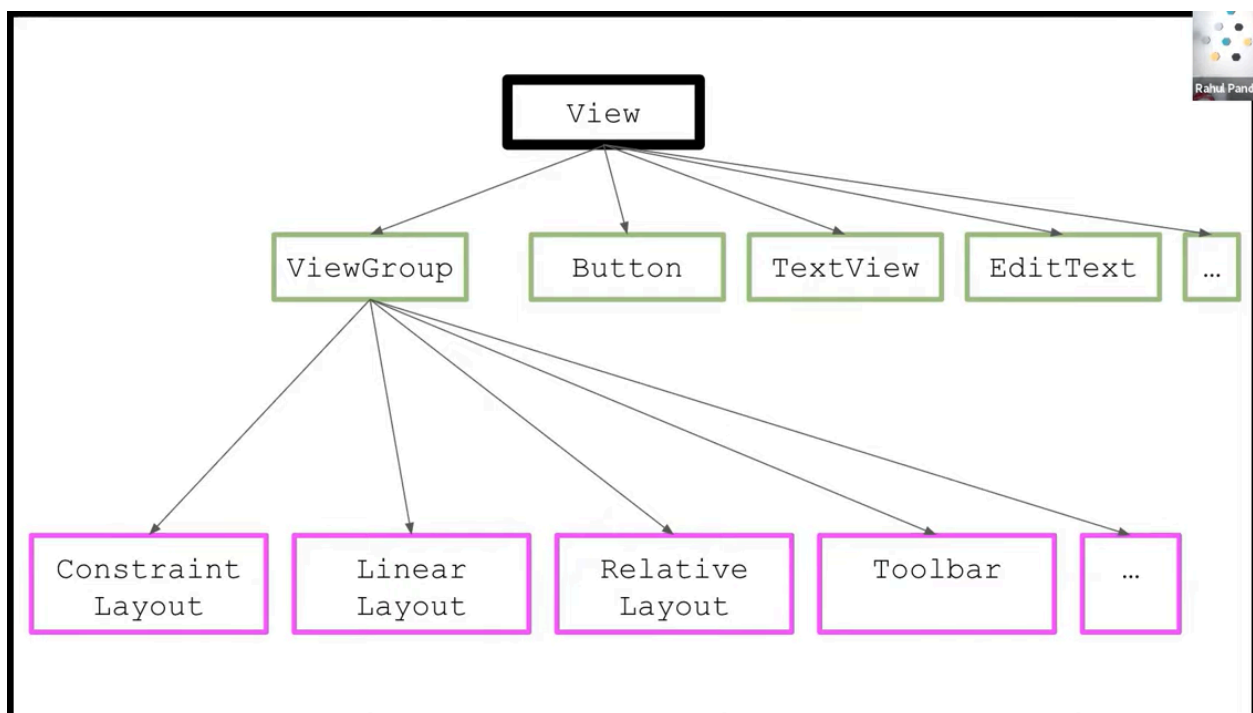 Rahul Pand
View
ViewGroup
Button
TextView
EditText
…
Constraint
Layout
Linear
Layout
Relative
Layout
Toolbar
…